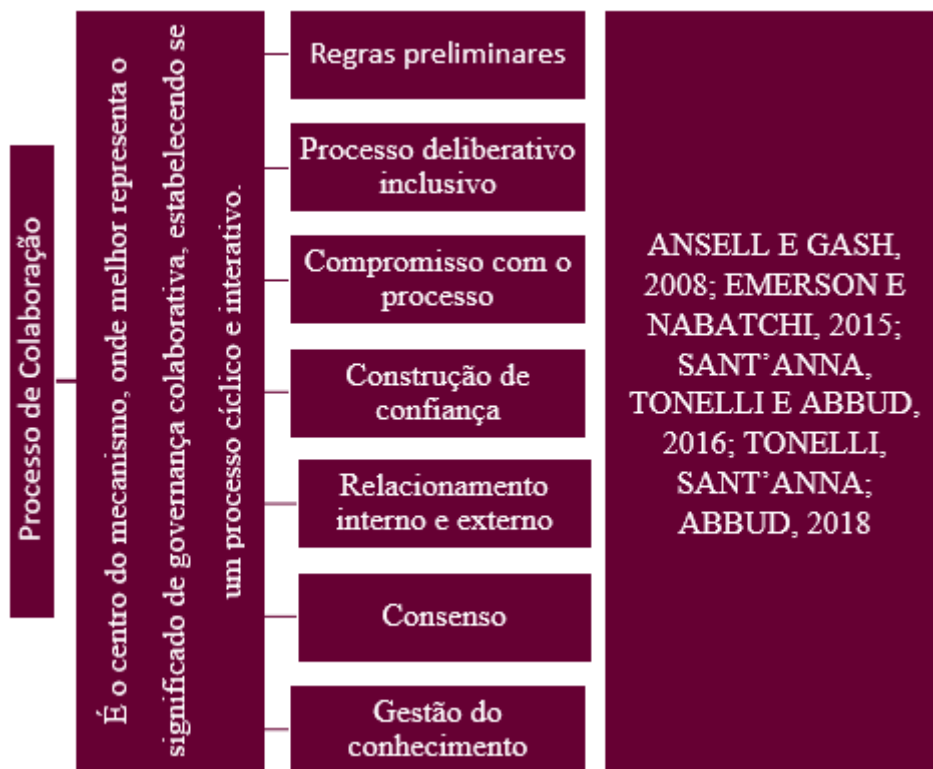 Processo de Colaboração
É o centro do mecanismo, onde melhor representa o
significado de governança colaborativa, estabelecendo se
um processo cíclico e interativo.
Regras preliminares
Processo deliberativo
inclusivo
Compromisso com o
processo
Construção de
confiança
Relacionamento
interno e externo
Consenso
Gestão do
conhecimento
ANSELL E GASH,
2008; EMERSON E
NABATCHI, 2015;
SANT’ANNA,
TONELLI E ABBUD,
2016; TONELLI,
SANT’ANNA;
ABBUD, 2018